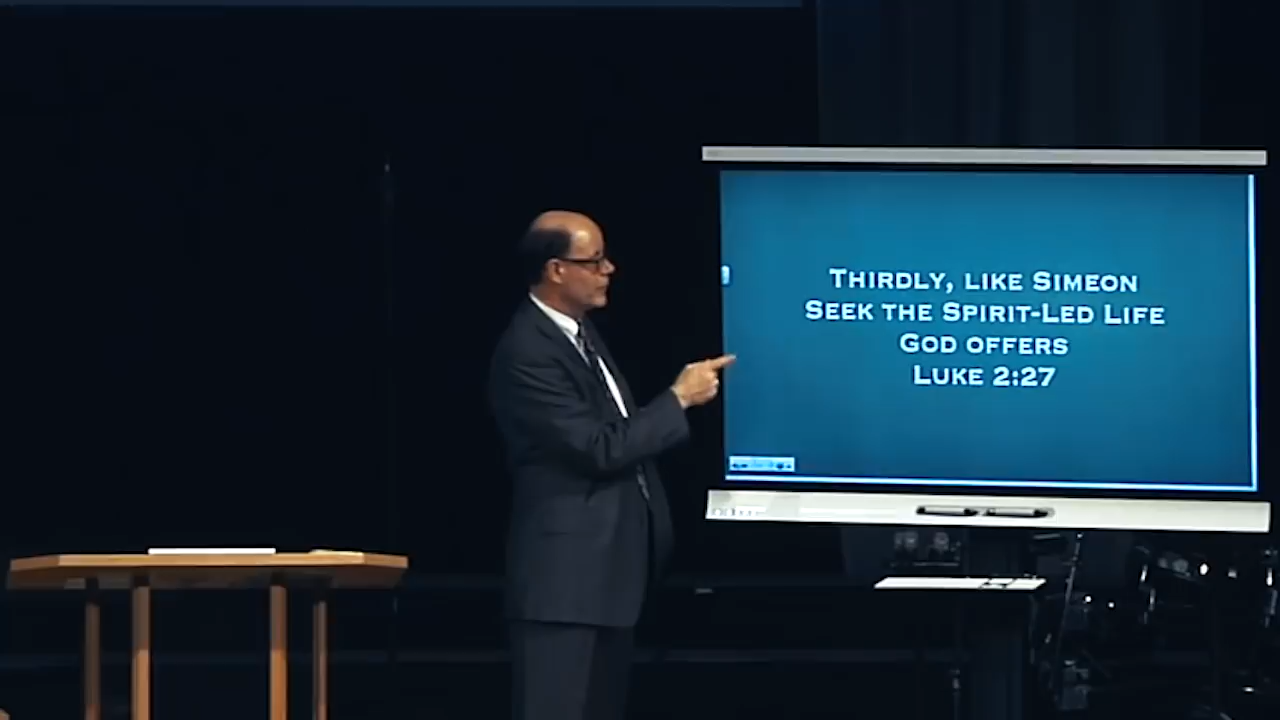 Thirdly, like Simeon
Seek the Spirit-Led Life
God offers
Luke 2:27